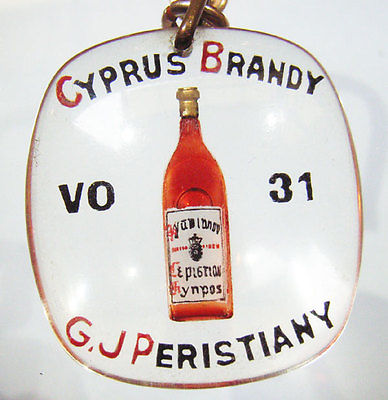 CYPRUS BRANDY
VO 31
G.J PERISTIANY